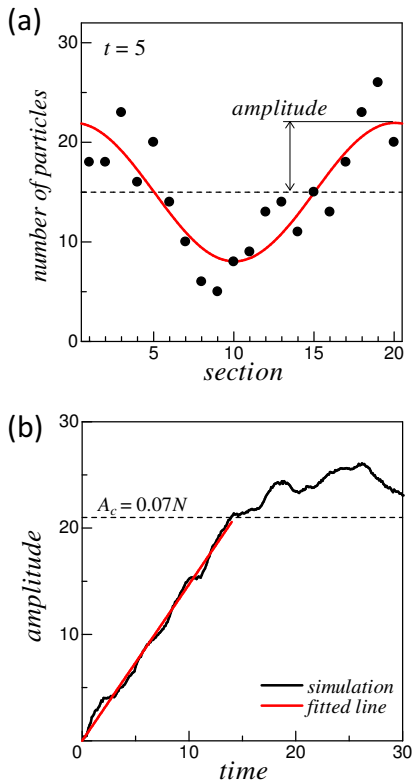 (a)
t = 5
amplitude
number of particles
30
20
10
0
5 10 15 20
section
(b)
A_c = 0.07N
amplitude
30
20
10
0 10 20 30
simulation
fitted line
time